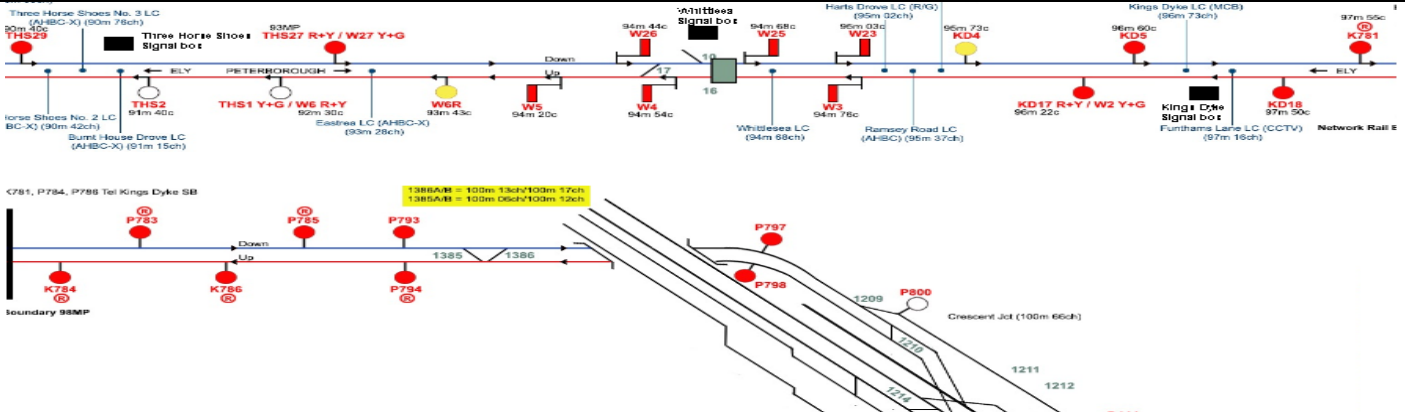 Three Horse Shoes No. 3 LC
(AHBC-X) (90m 76ch)
90m 40c
THS29
Three Horse Shoes
Signal box
93MP
THS27 R+Y / W27 Y+G
94m 44c
W26
Whittlesea
Signal box
94m 68c
W25
Harts Drove LC (R/G)
(95m 02ch)
95m 03c
W23
95m 73c
KD4
Kings Dyke LC (MCB)
(96m 73ch)
96m 60c
KD5
97m 55c
R
K781
Down
ELY
PETERBOROUGH
Up
17
19
16
ELY
THS2
91m 40c
THS1 Y+G / W6 R+Y
92m 30c
W6R
93m 43c
W5
94m 20c
W4
94m 54c
W3
94m 76c
KD17 R+Y / W2 Y+G
96m 22c
Kings Dyke
Signal box
KD18
97m 50c
Horse Shoes No. 2 LC
BC-X) (90m 42ch)
Burnt House Drove LC
(AHBC-X) (91m 15ch)
Eastrea LC (AHBC-X)
(93m 28ch)
Whittlesea LC
(94m 68ch)
Ramsey Road LC
(AHBC) (95m 37ch)
Funthams Lane LC (CCTV)
(97m 16ch)
Network Rail
K781, P784, P786 Tel Kings Dyke SB
1386A/B = 100m 13ch/100m 17ch
1385A/B = 100m 06ch/100m 12ch
R
P783
R
P785
P793
P797
Down
Up
1385
1386
K784
R
K786
R
P794
R
P798
1209
P800
Boundary 98MP
Crescent Jct (100m 66ch)
1210
1211
1212
1214